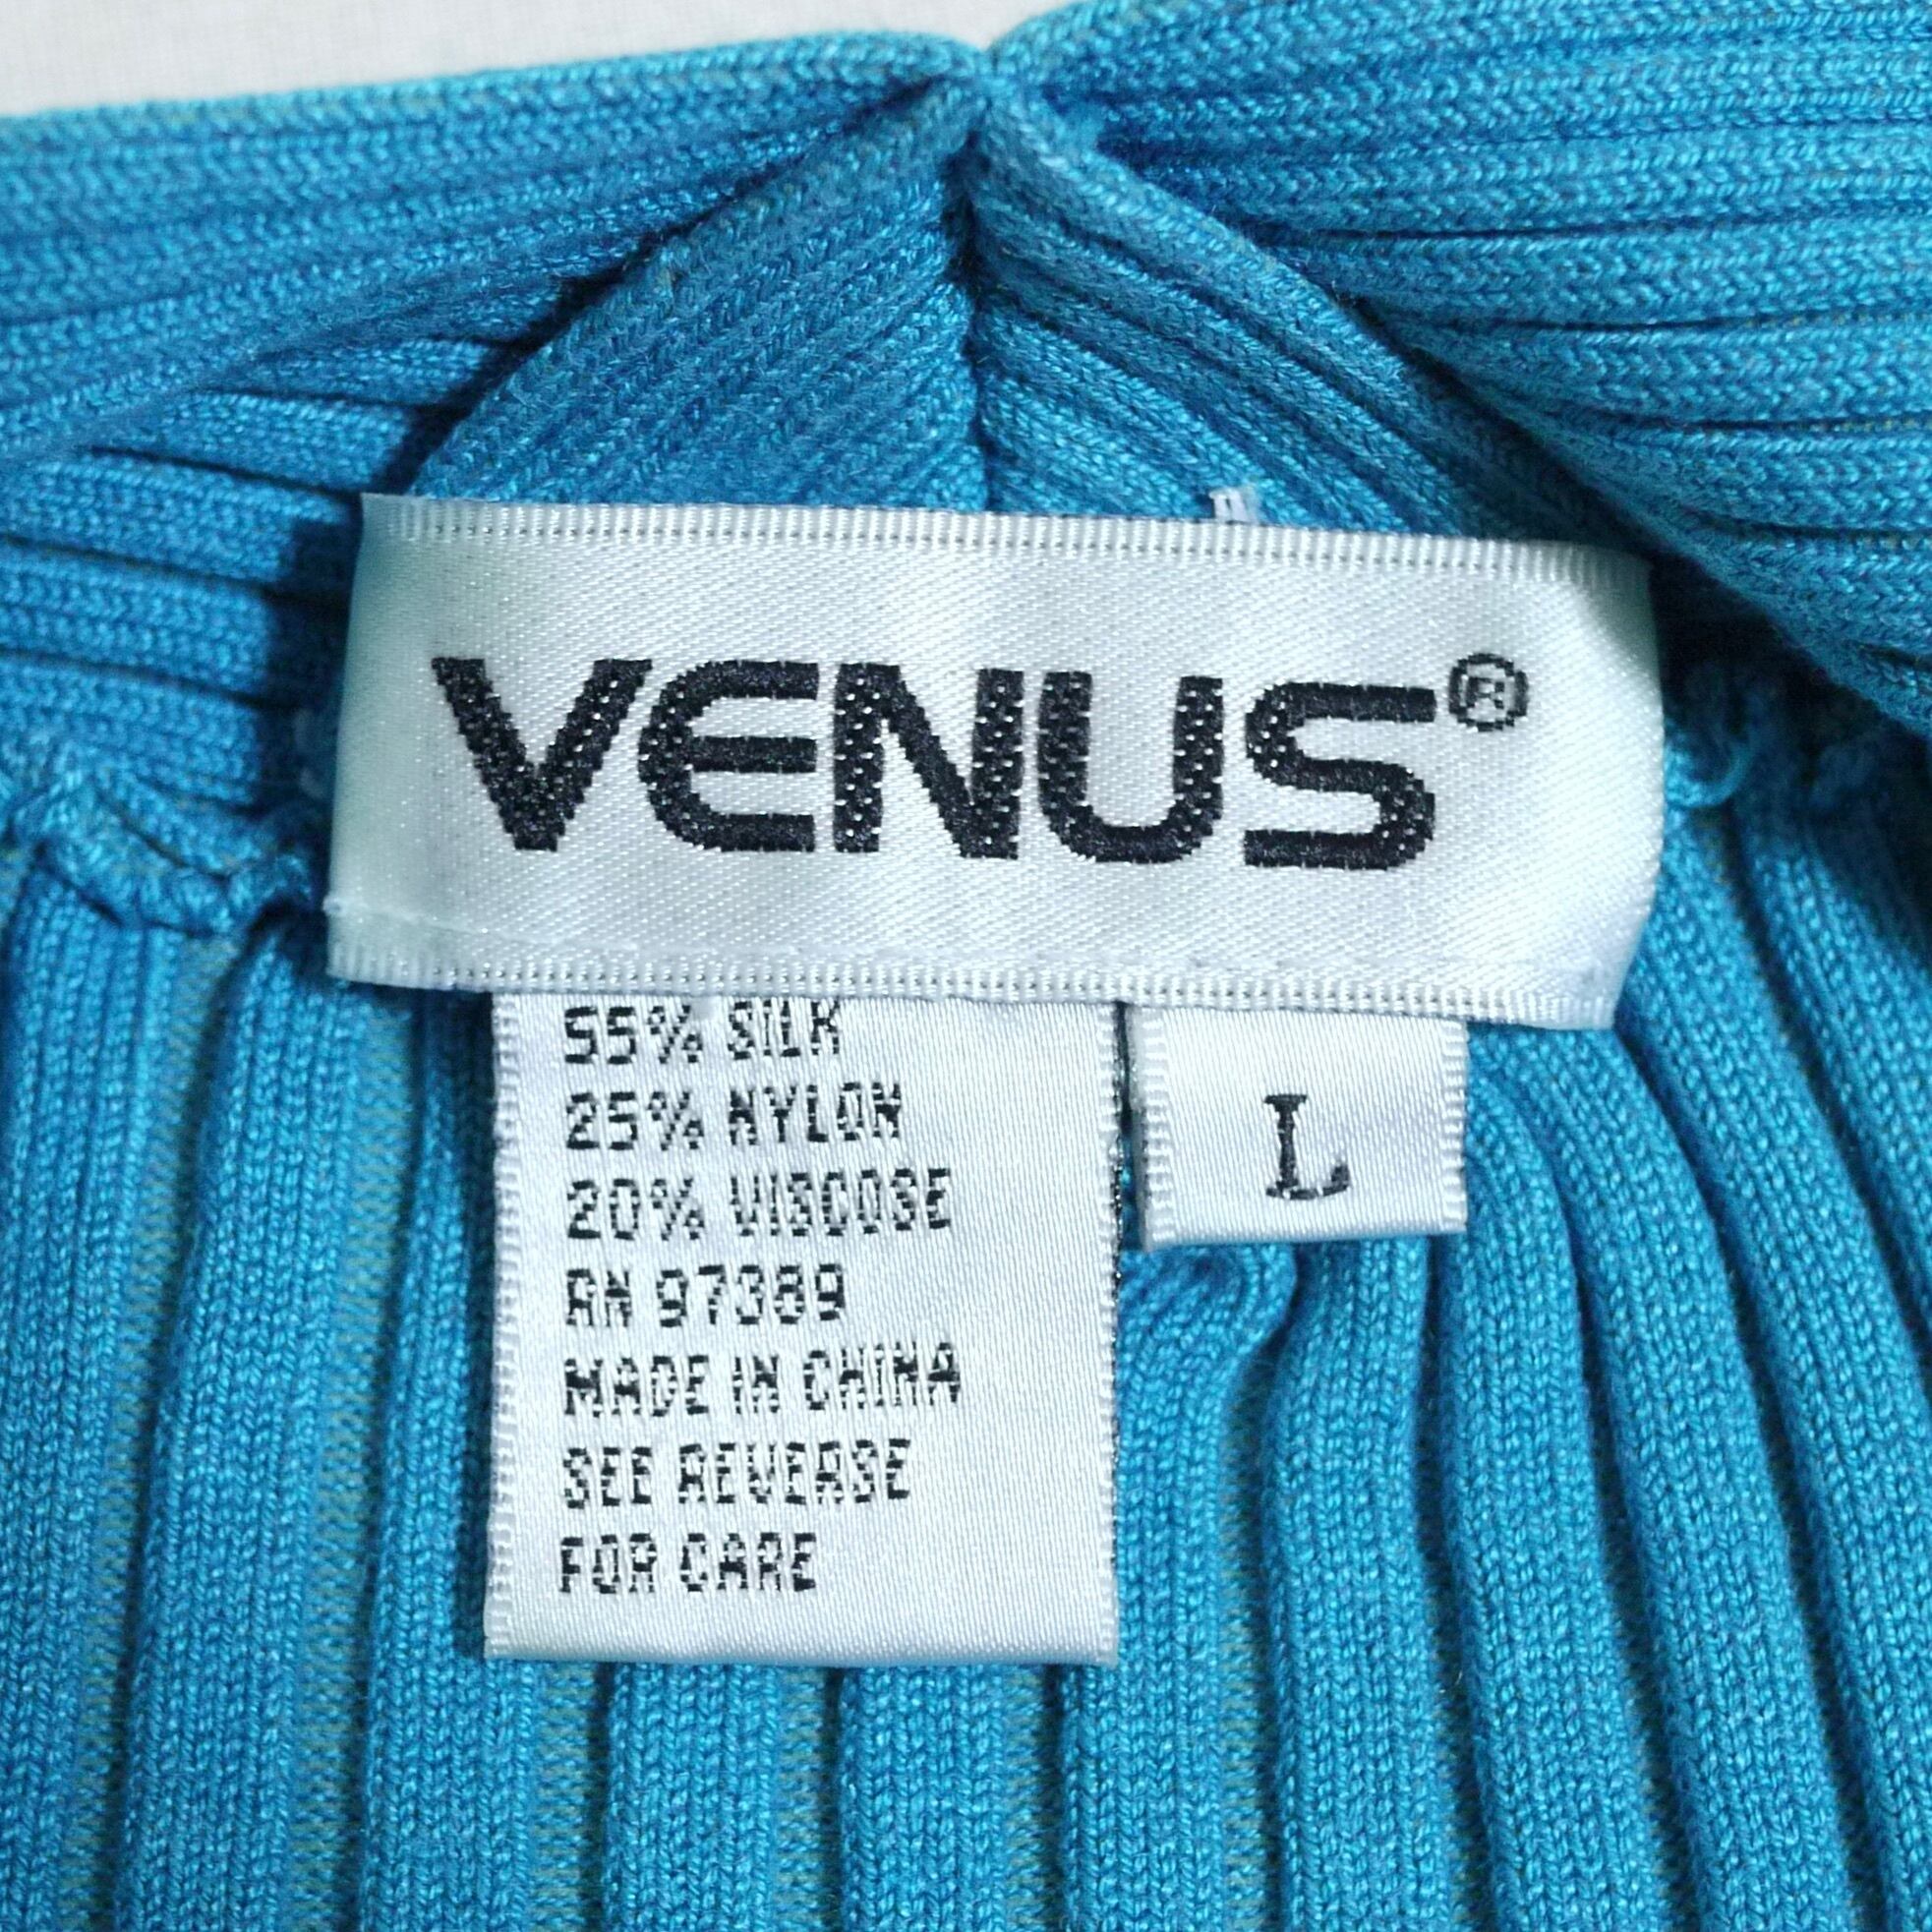 VENUS®
55% SILK
25% NYLON
20% VISCOSE
RN 97389
MADE IN CHINA
SEE REVERSE
FOR CARE
L